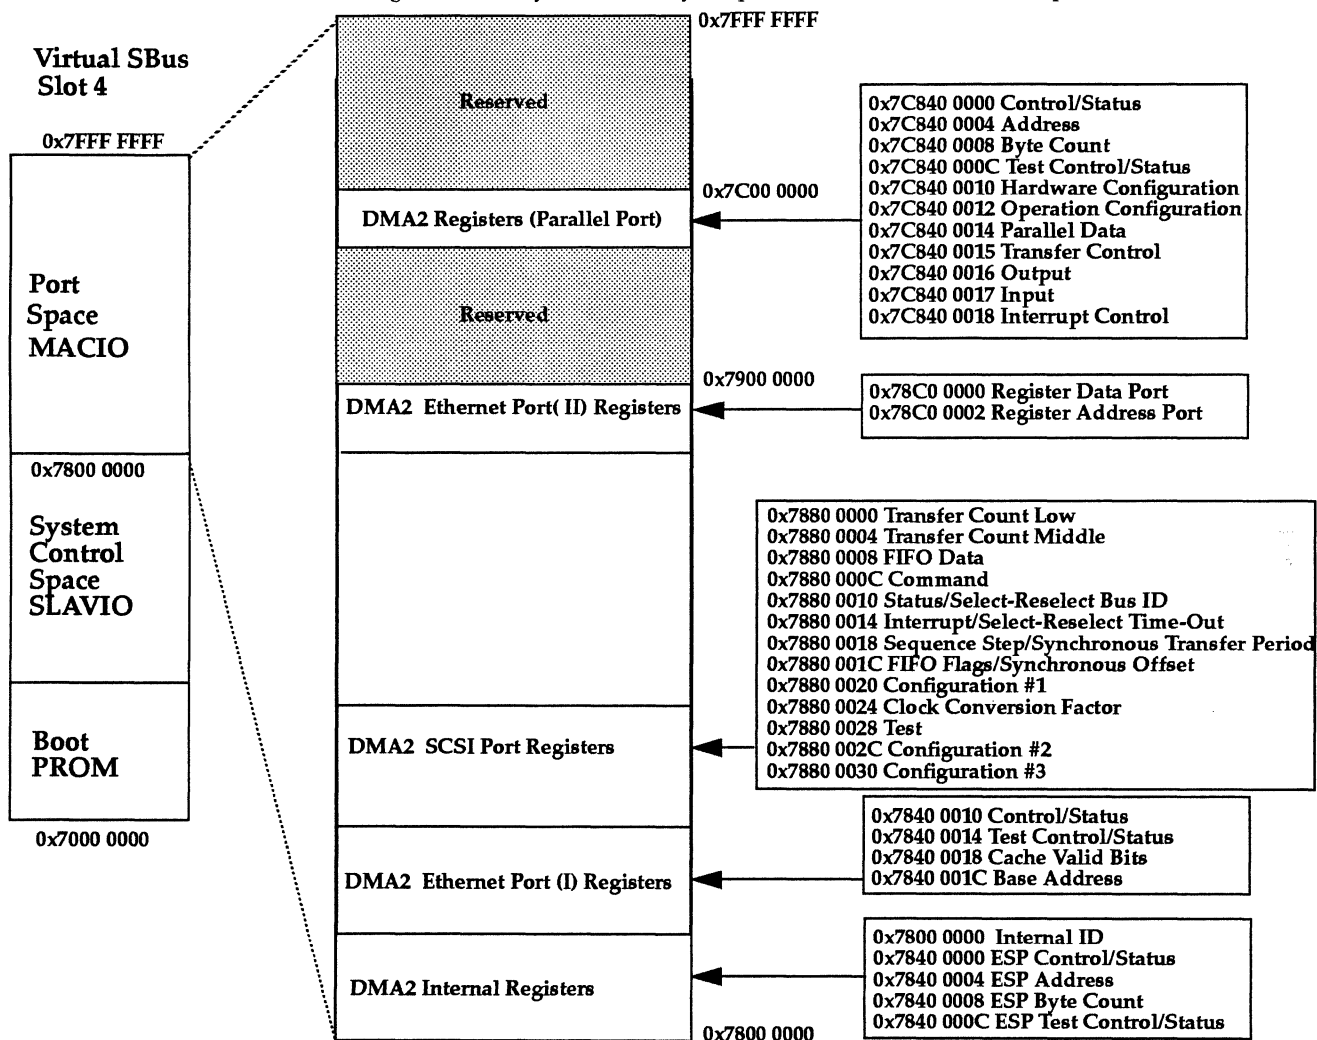 Virtual SBus
Slot 4
0x7FFF FFFF
Port
Space
MACIO
0x7800 0000
System
Control
Space
SLAVIO
Boot
PROM
0x7000 0000
0x7FFF FFFF
Reserved
0x7C00 0000
DMA2 Registers (Parallel Port)
Reserved
0x7900 0000
DMA2 Ethernet Port( II) Registers
DMA2 SCSI Port Registers
DMA2 Ethernet Port (I) Registers
DMA2 Internal Registers
0x7800 0000
0x7C840 0000 Control/Status
0x7C840 0004 Address
0x7C840 0008 Byte Count
0x7C840 000C Test Control/Status
0x7C840 0010 Hardware Configuration
0x7C840 0012 Operation Configuration
0x7C840 0014 Parallel Data
0x7C840 0015 Transfer Control
0x7C840 0016 Output
0x7C840 0017 Input
0x7C840 0018 Interrupt Control
0x78C0 0000 Register Data Port
0x78C0 0002 Register Address Port
0x7880 0000 Transfer Count Low
0x7880 0004 Transfer Count Middle
0x7880 0008 FIFO Data
0x7880 000C Command
0x7880 0010 Status/Select-Reselect Bus ID
0x7880 0014 Interrupt/Select-Reselect Time-Out
0x7880 0018 Sequence Step/Synchronous Transfer Period
0x7880 001C FIFO Flags/Synchronous Offset
0x7880 0020 Configuration #1
0x7880 0024 Clock Conversion Factor
0x7880 0028 Test
0x7880 002C Configuration #2
0x7880 0030 Configuration #3
0x7840 0010 Control/Status
0x7840 0014 Test Control/Status
0x7840 0018 Cache Valid Bits
0x7840 001C Base Address
0x7800 0000 Internal ID
0x7840 0000 ESP Control/Status
0x7840 0004 ESP Address
0x7840 0008 ESP Byte Count
0x7840 000C ESP Test Control/Status